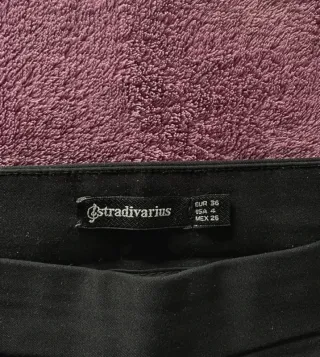 stradivarius
EUR 36
USA 4
MEX 26